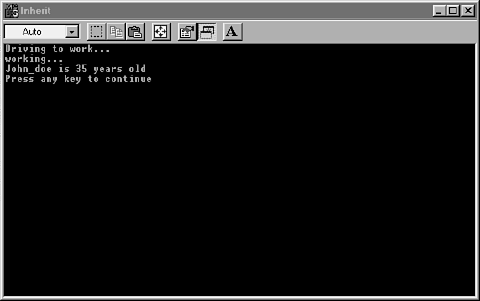 Inherit
Auto
A
Driving to work...
working...
John_doe is 35 years old
Press any key to continue